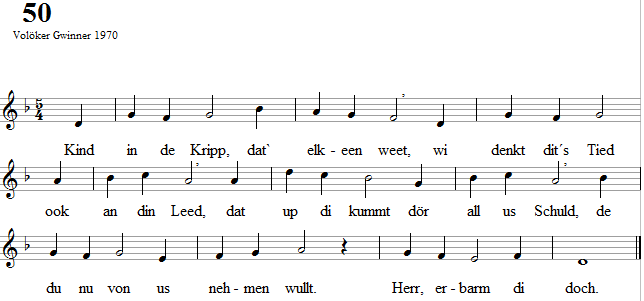 50
Volöker Gwinner 1970
5
4
Kind in de Kripp, dat` elk - een weet, wi denkt dit´s Tied
ook an din Leed, dat up di kummt dör all us Schuld, de
du nu von us neh - men wullt. Herr, er - barm di doch.